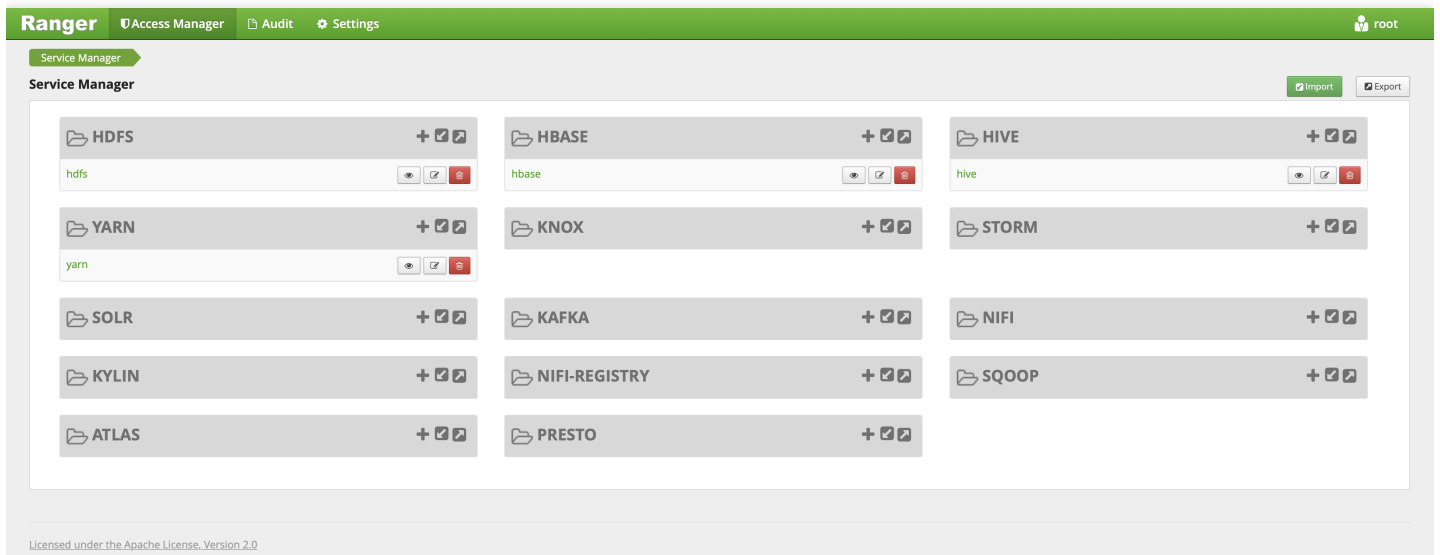 Ranger Access Manager Audit Settings root
Service Manager
Service Manager Import Export
HDFS HBASE HIVE
hdfs hbase hive
YARN KNOX STORM
yarn
SOLR KAFKA NIFI
KYLIN NIFI-REGISTRY SQOOP
ATLAS PRESTO
Licensed under the Apache License, Version 2.0